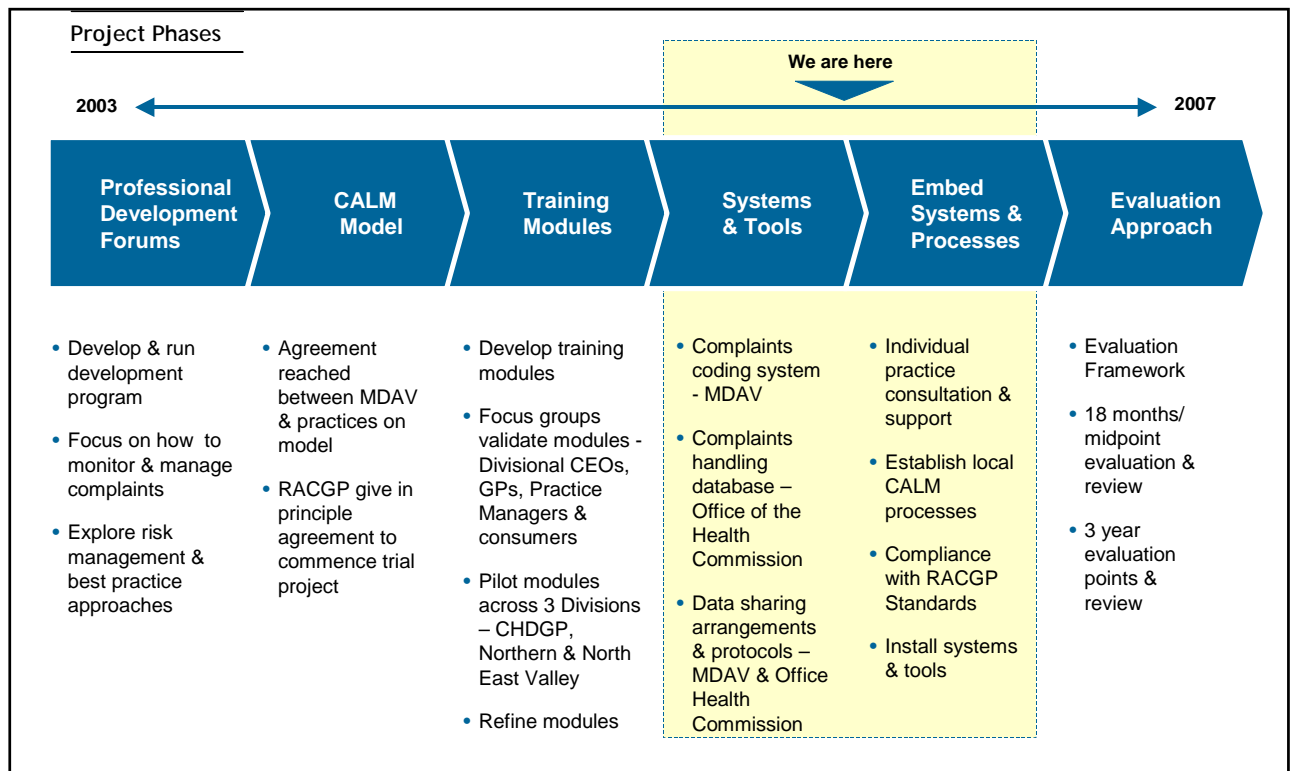 Project Phases
We are here
2003
2007
Professional
Development
Forums
CALM
Model
Training
Modules
Systems
& Tools
Embed
Systems &
Processes
Evaluation
Approach
• Develop & run
development
program
• Focus on how to
monitor & manage
complaints
• Explore risk
management &
best practice
approaches
• Agreement
reached
between MDAV
& practices on
model
• RACGP give in
principle
agreement to
commence trial
project
• Develop training
modules
• Focus groups
validate modules -
Divisional CEOs,
GPs, Practice
Managers &
consumers
• Pilot modules
across 3 Divisions
– CHDGP,
Northern & North
East Valley
• Refine modules
• Complaints
coding system
- MDAV
• Complaints
handling
database –
Office of the
Health
Commission
• Data sharing
arrangements
& protocols –
MDAV & Office
Health
Commission
• Individual
practice
consultation &
support
• Establish local
CALM
processes
• Compliance
with RACGP
Standards
• Install systems
& tools
• Evaluation
Framework
• 18 months/
midpoint
evaluation &
review
• 3 year
evaluation
points &
review